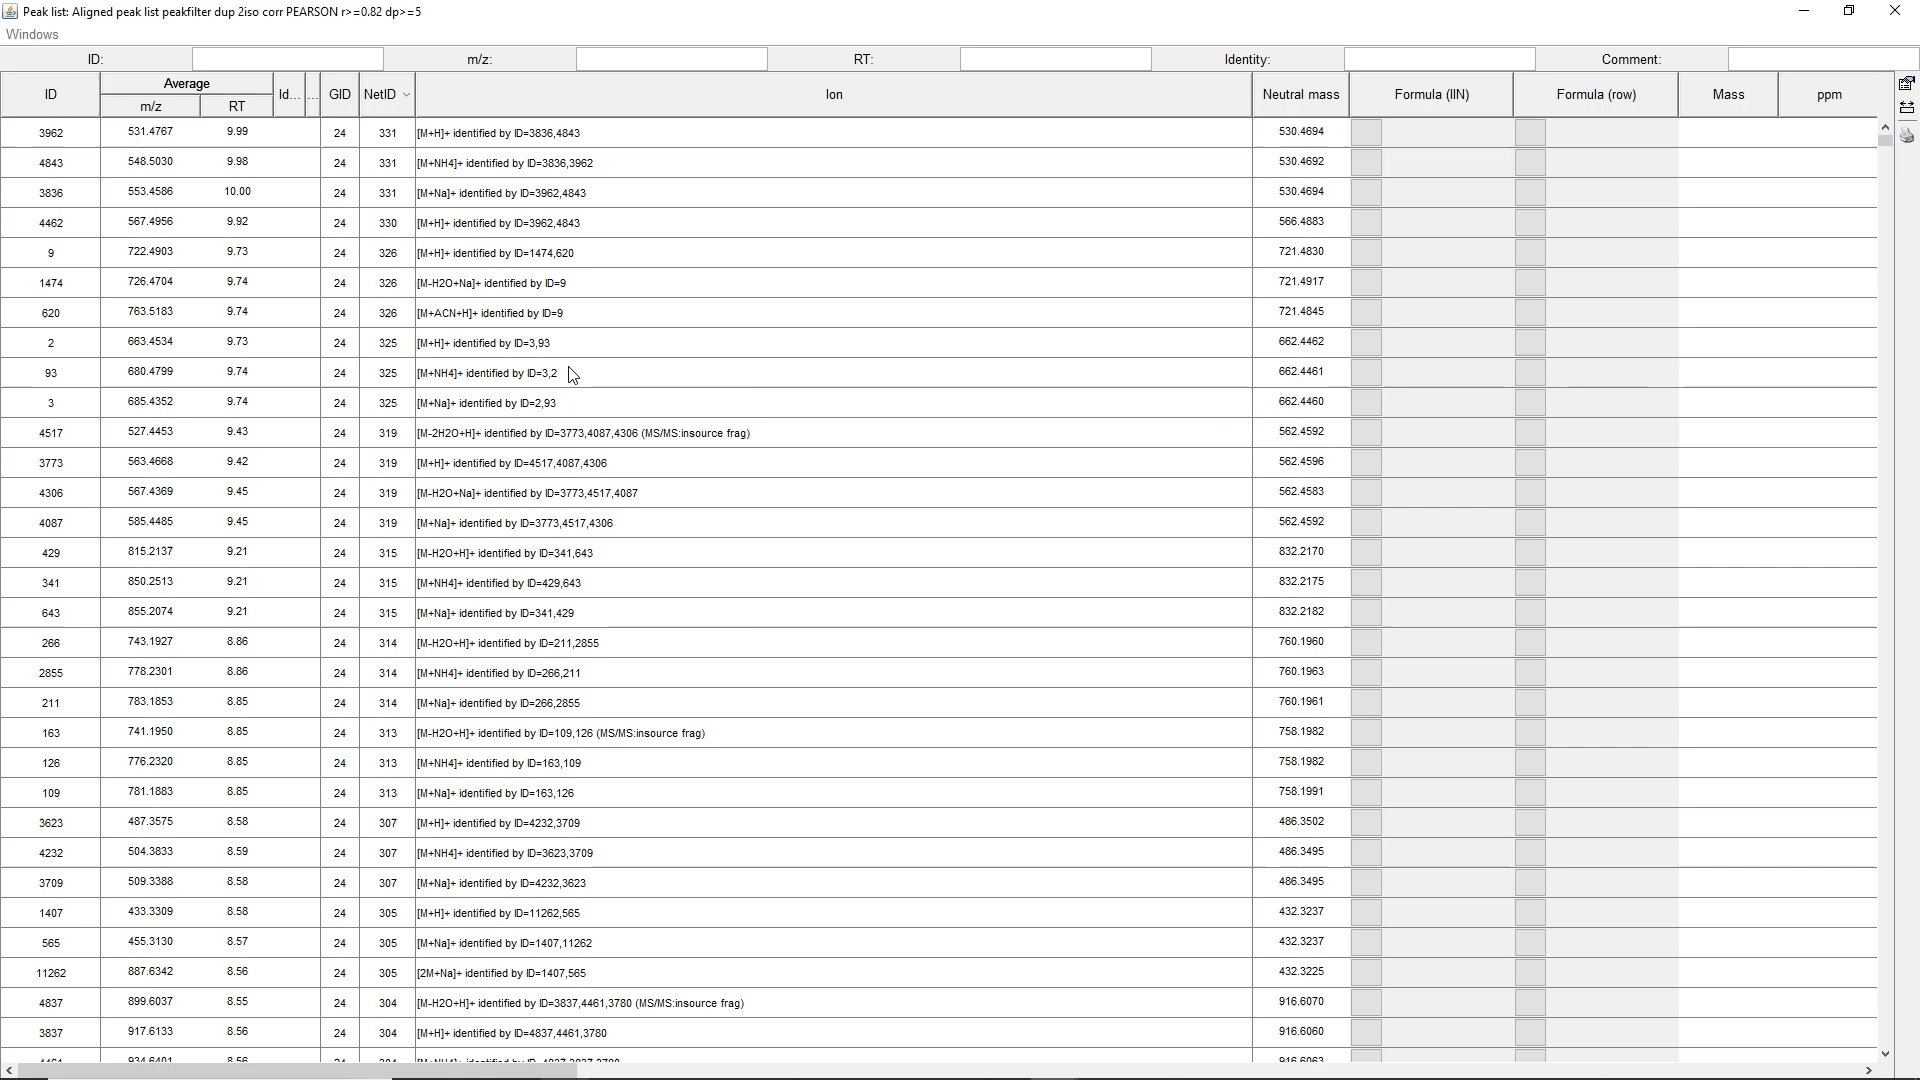 Peak list: Aligned peak list peakfilter dup 2iso corr PEARSON r>=0.82 dp>=5
Windows
ID: m/z: RT: Identity: Comment:
ID Average m/z RT Id... ... GID NetID Ion Neutral mass Formula (IIN) Formula (row) Mass ppm
3962 531.4767 9.99 24 331 [M+H]+ identified by ID=3836,4843 530.4694
4843 548.5030 9.98 24 331 [M+NH4]+ identified by ID=3836,3962 530.4692
3836 553.4586 10.00 24 331 [M+Na]+ identified by ID=3962,4843 530.4694
4462 567.4956 9.92 24 330 [M+H]+ identified by ID=3962,4843 566.4883
9 722.4903 9.73 24 326 [M+H]+ identified by ID=1474,620 721.4830
1474 726.4704 9.74 24 326 [M-H2O+Na]+ identified by ID=9 721.4917
620 763.5183 9.74 24 326 [M+ACN+H]+ identified by ID=9 721.4845
2 663.4534 9.73 24 325 [M+H]+ identified by ID=3,93 662.4462
93 680.4799 9.74 24 325 [M+NH4]+ identified by ID=3,2 662.4461
3 685.4352 9.74 24 325 [M+Na]+ identified by ID=2,93 662.4460
4517 527.4453 9.43 24 319 [M-2H2O+H]+ identified by ID=3773,4087,4306 (MS/MS:insource frag) 562.4592
3773 563.4668 9.42 24 319 [M+H]+ identified by ID=4517,4087,4306 562.4596
4306 567.4369 9.45 24 319 [M-H2O+Na]+ identified by ID=3773,4517,4087 562.4583
4087 585.4485 9.45 24 319 [M+Na]+ identified by ID=3773,4517,4306 562.4592
429 815.2137 9.21 24 315 [M-H2O+H]+ identified by ID=341,643 832.2170
341 850.2513 9.21 24 315 [M+NH4]+ identified by ID=429,643 832.2175
643 855.2074 9.21 24 315 [M+Na]+ identified by ID=341,429 832.2182
266 743.1927 8.86 24 314 [M-H2O+H]+ identified by ID=211,2855 760.1960
2855 778.2301 8.86 24 314 [M+NH4]+ identified by ID=266,211 760.1963
211 783.1853 8.85 24 314 [M+Na]+ identified by ID=266,2855 760.1961
163 741.1950 8.85 24 313 [M-H2O+H]+ identified by ID=109,126 (MS/MS:insource frag) 758.1982
126 776.2320 8.85 24 313 [M+NH4]+ identified by ID=163,109 758.1982
109 781.1883 8.85 24 313 [M+Na]+ identified by ID=163,126 758.1991
3623 487.3575 8.58 24 307 [M+H]+ identified by ID=4232,3709 486.3502
4232 504.3833 8.59 24 307 [M+NH4]+ identified by ID=3623,3709 486.3495
3709 509.3388 8.58 24 307 [M+Na]+ identified by ID=4232,3623 486.3495
1407 433.3309 8.58 24 305 [M+H]+ identified by ID=11262,565 432.3237
565 455.3130 8.57 24 305 [M+Na]+ identified by ID=1407,11262 432.3237
11262 887.6342 8.56 24 305 [2M+Na]+ identified by ID=1407,565 432.3225
4837 899.6037 8.55 24 304 [M-H2O+H]+ identified by ID=3837,4461,3780 (MS/MS:insource frag) 916.6070
3837 917.6133 8.56 24 304 [M+H]+ identified by ID=4837,4461,3780 916.6060
4461 934.6401 8.56 24 304 [M+NH4]+ identified by ID=4837,3837,3780 916.6063